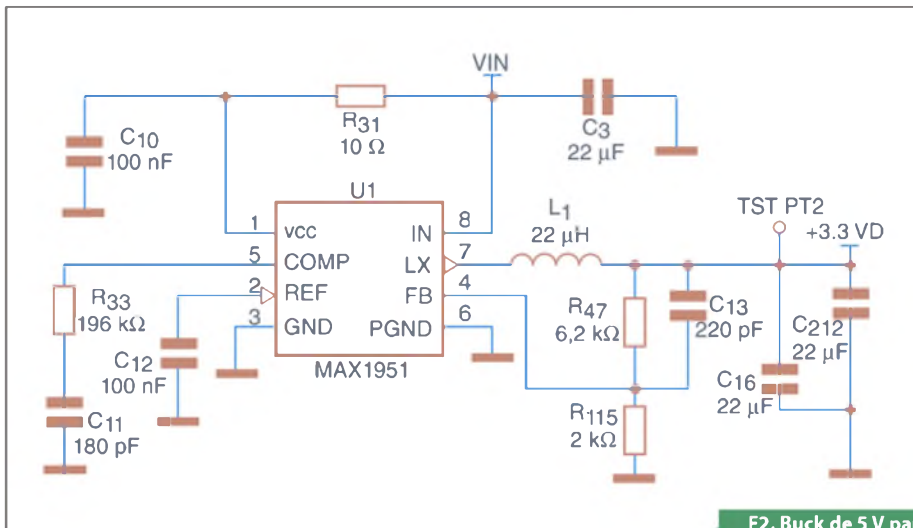 VIN
R31
10 Ω
C10
100 nF
C3
22 µF
U1
1
vcc
IN
8
5
COMP
LX
7
2
REF
FB
4
3
GND
PGND
6
MAX1951
R33
196 kΩ
C12
100 nF
C11
180 pF
L1
22 µH
TST PT2
+3.3 VD
R47
6,2 kΩ
C13
220 pF
C212
22 µF
C16
22 µF
R115
2 kΩ
F2. Buck de 5 V